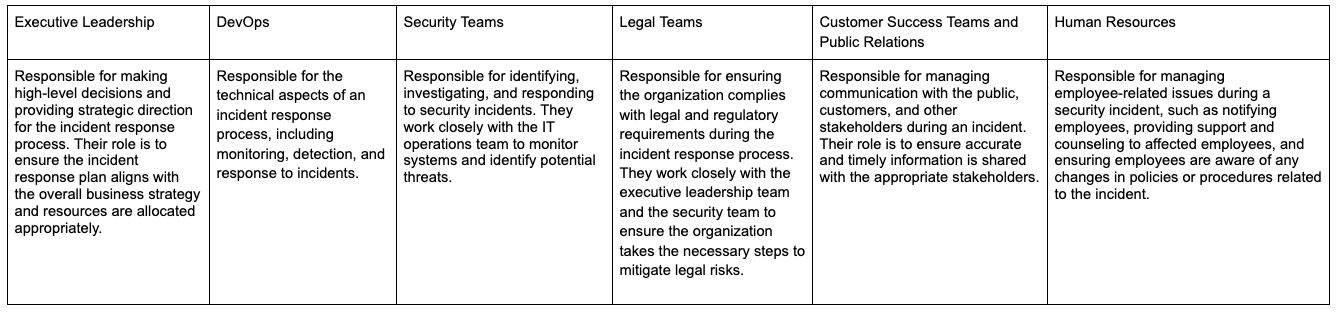 Executive Leadership
DevOps
Security Teams
Legal Teams
Customer Success Teams and
Public Relations
Human Resources
Responsible for making
high-level decisions and
providing strategic direction
for the incident response
process. Their role is to
ensure the incident
response plan aligns with
the overall business strategy
and resources are allocated
appropriately.
Responsible for the
technical aspects of an
incident response
process, including
monitoring, detection, and
response to incidents.
Responsible for identifying,
investigating, and responding
to security incidents. They
work closely with the IT
operations team to monitor
systems and identify potential
threats.
Responsible for ensuring
the organization complies
with legal and regulatory
requirements during the
incident response process.
They work closely with the
executive leadership team
and the security team to
ensure the organization
takes the necessary steps to
mitigate legal risks.
Responsible for managing
communication with the public,
customers, and other
stakeholders during an incident.
Their role is to ensure accurate
and timely information is shared
with the appropriate stakeholders.
Responsible for managing
employee-related issues during a
security incident, such as notifying
employees, providing support and
counseling to affected employees, and
ensuring employees are aware of any
changes in policies or procedures related
to the incident.